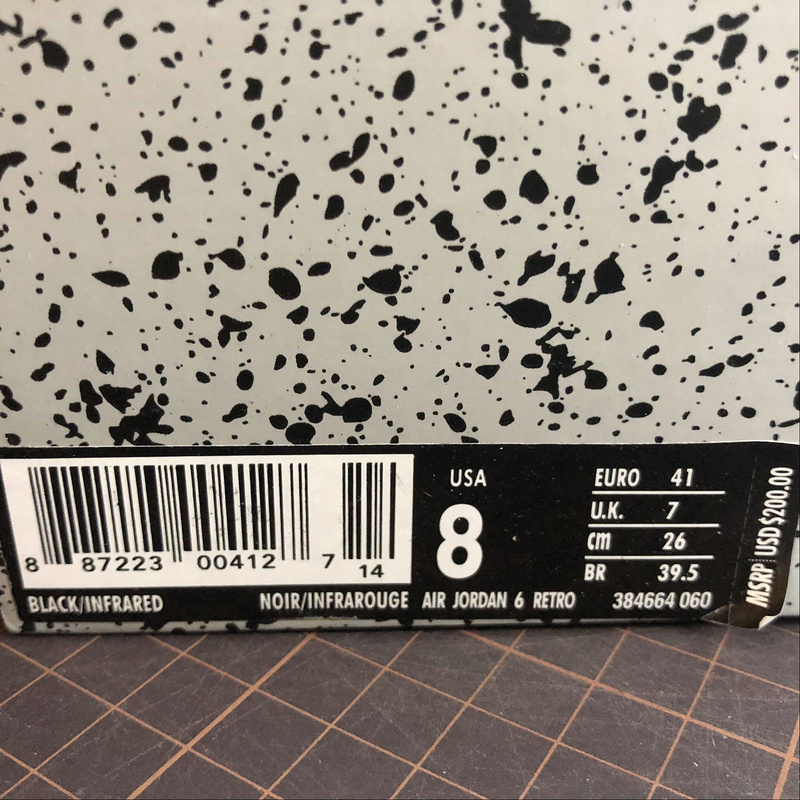 8 87223 00412 7 14
BLACK/INFRARED NOIR/INFRAROUGE
USA
8
AIR JORDAN 6 RETRO
EURO 41
U.K. 7
cm 26
BR 39.5
384664 060
MSRP USD $200.00